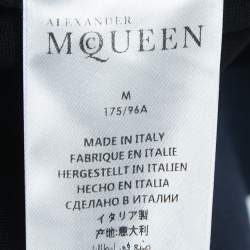 ALEXANDER
McQUEEN
M
175/96A
MADE IN ITALY
FABRIQUE EN ITALIE
HERGESTELLT IN ITALIEN
HECHO EN ITALIA
СДЕЛАНО В ИТАЛИИ
イタリア製
产地:意大利